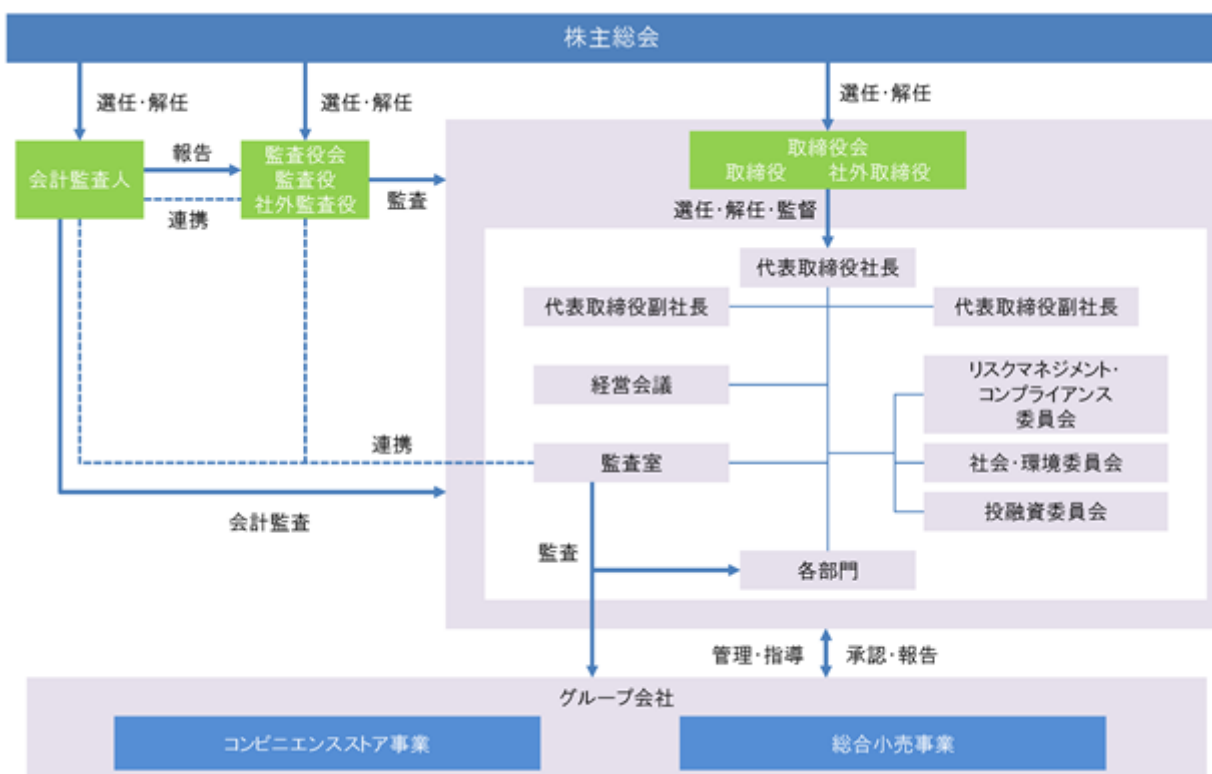 株主総会
選任・解任
選任・解任
選任・解任
会計監査人
報告
連携
監査役会
監査役
社外監査役
監査
取締役会
取締役 社外取締役
選任・解任・監督
代表取締役社長
代表取締役副社長
代表取締役副社長
経営会議
リスクマネジメント・
コンプライアンス
委員会
連携
監査室
社会・環境委員会
投融資委員会
会計監査
監査
各部門
管理・指導
承認・報告
グループ会社
コンビニエンスストア事業
総合小売事業